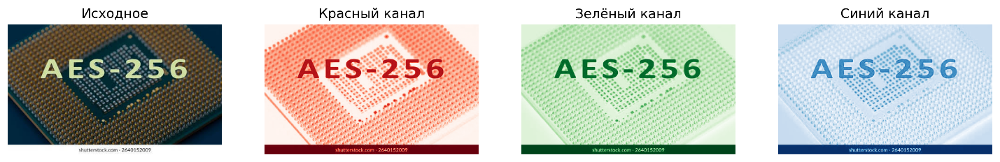 Исходное
Красный канал
Зелёный канал
Синий канал
AES-256
AES-256
AES-256
AES-256
shutterstock.com · 2640152009
shutterstock.com · 2640152009
shutterstock.com · 2640152009
shutterstock.com · 2640152009